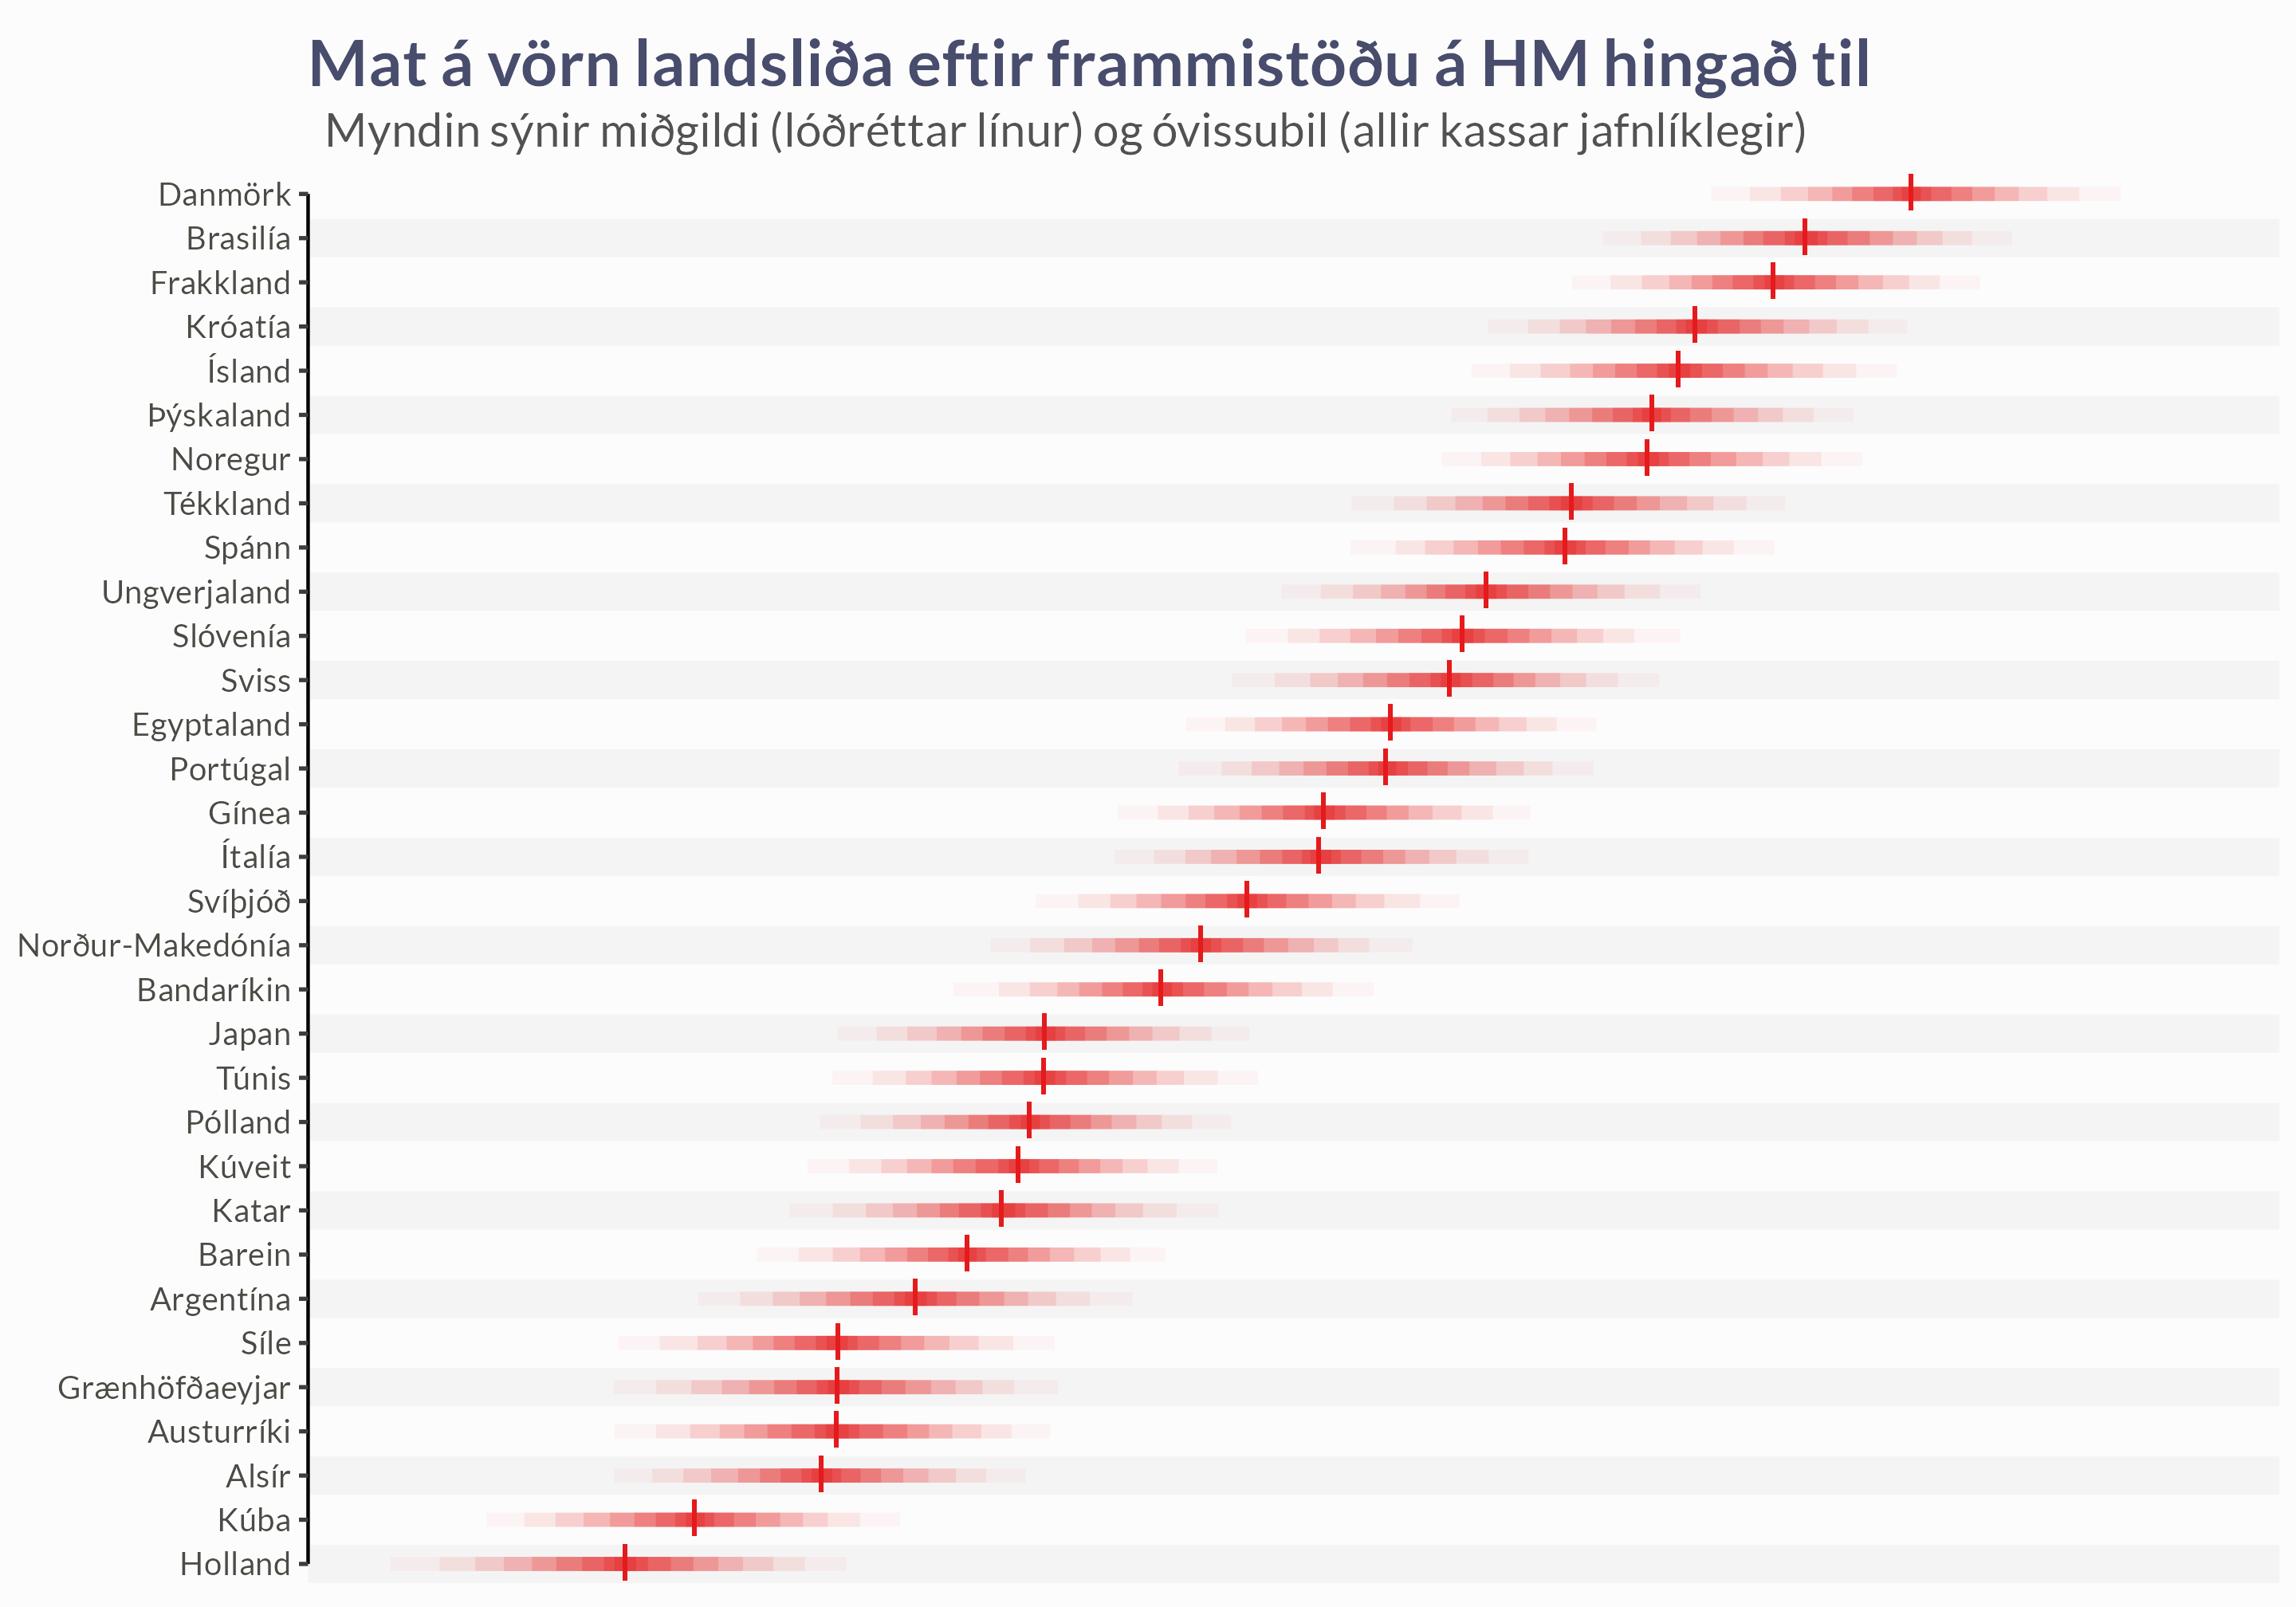 Mat á vörn landsliða eftir frammistöðu á HM hingað til
Myndin sýnir miðgildi (lóðréttar línur) og óvissubil (allir kassar jafnlíklegir)
Danmörk
Brasilía
Frakkland
Króatía
Ísland
Þýskaland
Noregur
Tékkland
Spánn
Ungverjaland
Slóvenía
Sviss
Egyptaland
Portúgal
Gínea
Ítalía
Svíþjóð
Norður-Makedónía
Bandaríkin
Japan
Túnis
Pólland
Kúveit
Katar
Barein
Argentína
Síle
Grænhöfðaeyjar
Austurríki
Alsír
Kúba
Holland